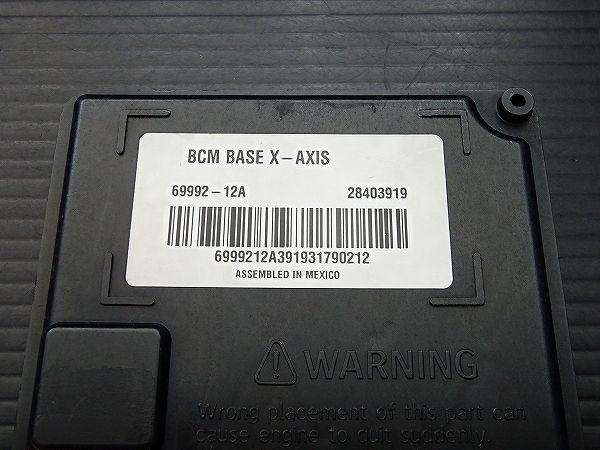 BCM BASE X-AXIS
69992-12A 28403919
6999212A391931790212
ASSEMBLED IN MEXICO
WARNING
Wrong placement of this part can
cause engine to quit suddenly.